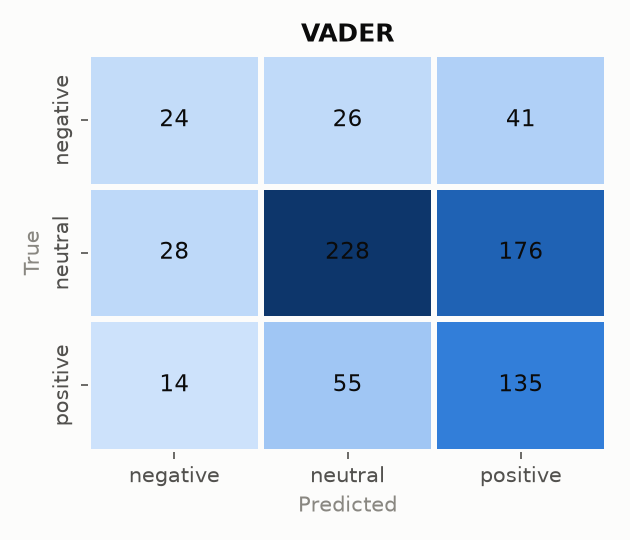 VADER
negative 24 26 41
True
neutral 28 228 176
positive 14 55 135
negative neutral positive
Predicted